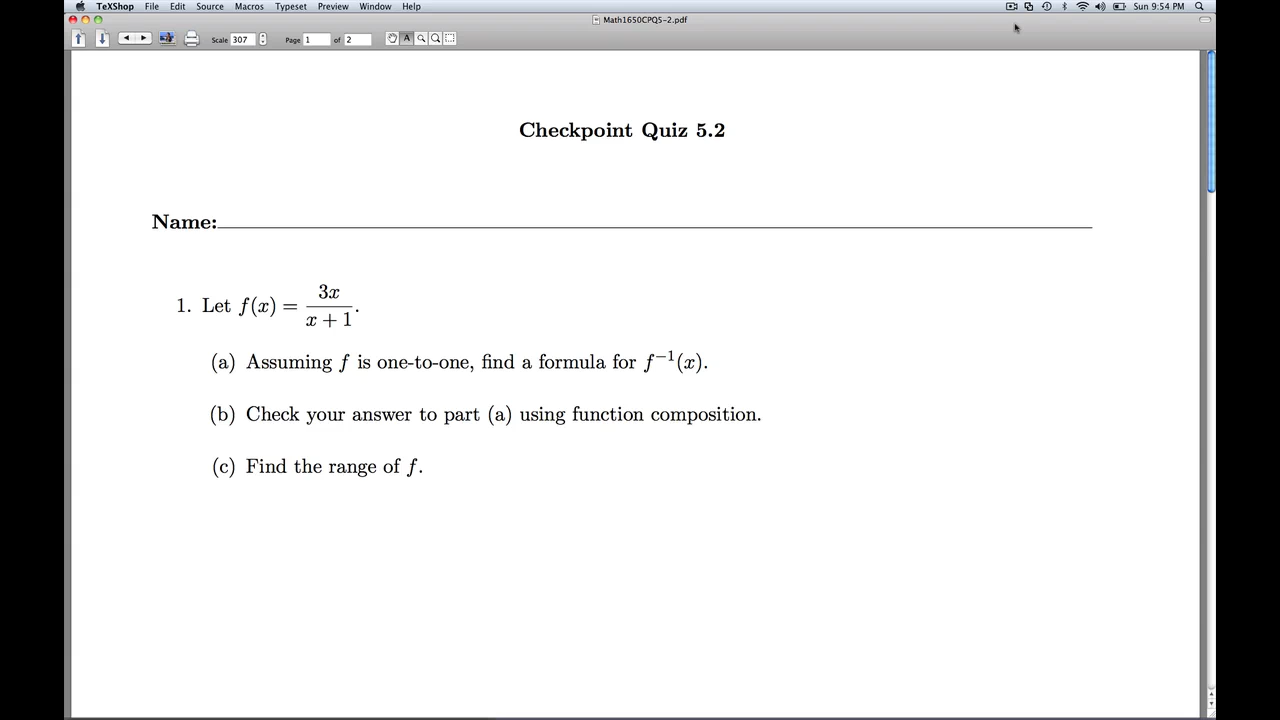 TeXShop File Edit Source Macros Typeset Preview Window Help Sun 9:54 PM
Math1650CPQ5-2.pdf
Scale 307 Page 1 of 2 A
Checkpoint Quiz 5.2
Name:
1. Let f(x) = 3x / x + 1.
(a) Assuming f is one-to-one, find a formula for f⁻¹(x).
(b) Check your answer to part (a) using function composition.
(c) Find the range of f.